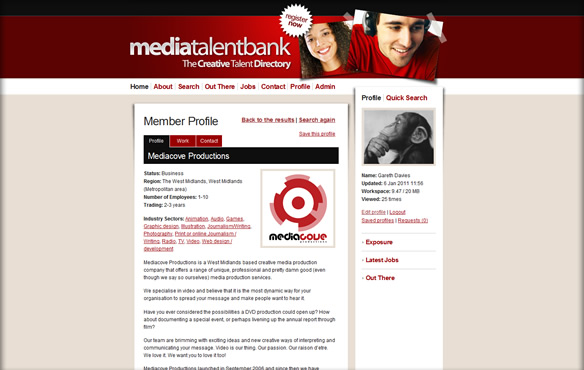 register
now
mediatalentbank
The Creative Talent Directory
Home About Search Out There Jobs Contact Profile Admin
Member Profile
Back to the results | Search again
Save this profile
Profile Work Contact
Mediacove Productions
Status: Business
Region: The West Midlands, West Midlands
(Metropolitan area)
Number of Employees: 1-10
Trading: 2-3 years
Industry Sectors: Animation, Audio, Games,
Graphic design, Illustration, Journalism/Writing,
Photography, Print or online Journalism /
Writing, Radio, TV, Video, Web design /
development
mediacove
productions
Mediacove Productions is a West Midlands based creative media production
company that offers a range of unique, professional and pretty damn good (even
though we say so ourselves) media production services.
We specialise in video and believe that it is the most dynamic way for your
organisation to spread your message and make people want to hear it.
Have you ever considered the possibilities a DVD production could open up? How
about documenting a special event, or perhaps livening up the annual report through
film?
Our team are brimming with exciting ideas and new creative ways of interpreting and
communicating your message. Video is our thing. Our passion. Our raison d'etre.
We love it. We want you to love it too!
Mediacove Productions launched in September 2006 and since then we have
Profile Quick Search
Name: Gareth Davies
Updated: 6 Jan 2011 11:56
Workspace: 9.47 / 20 MB
Viewed: 25 times
Edit profile | Logout
Saved profiles | Requests (0)
Exposure
Latest Jobs
Out There